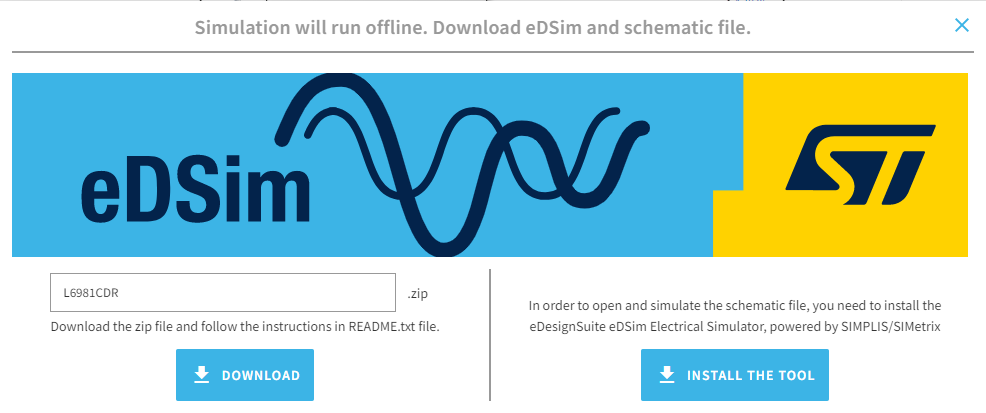 Simulation will run offline. Download eDSim and schematic file.
eDSim
ST
L6981CDR
.zip
Download the zip file and follow the instructions in README.txt file.
DOWNLOAD
In order to open and simulate the schematic file, you need to install the
eDesignSuite eDSim Electrical Simulator, powered by SIMPLIS/SIMetrix
INSTALL THE TOOL